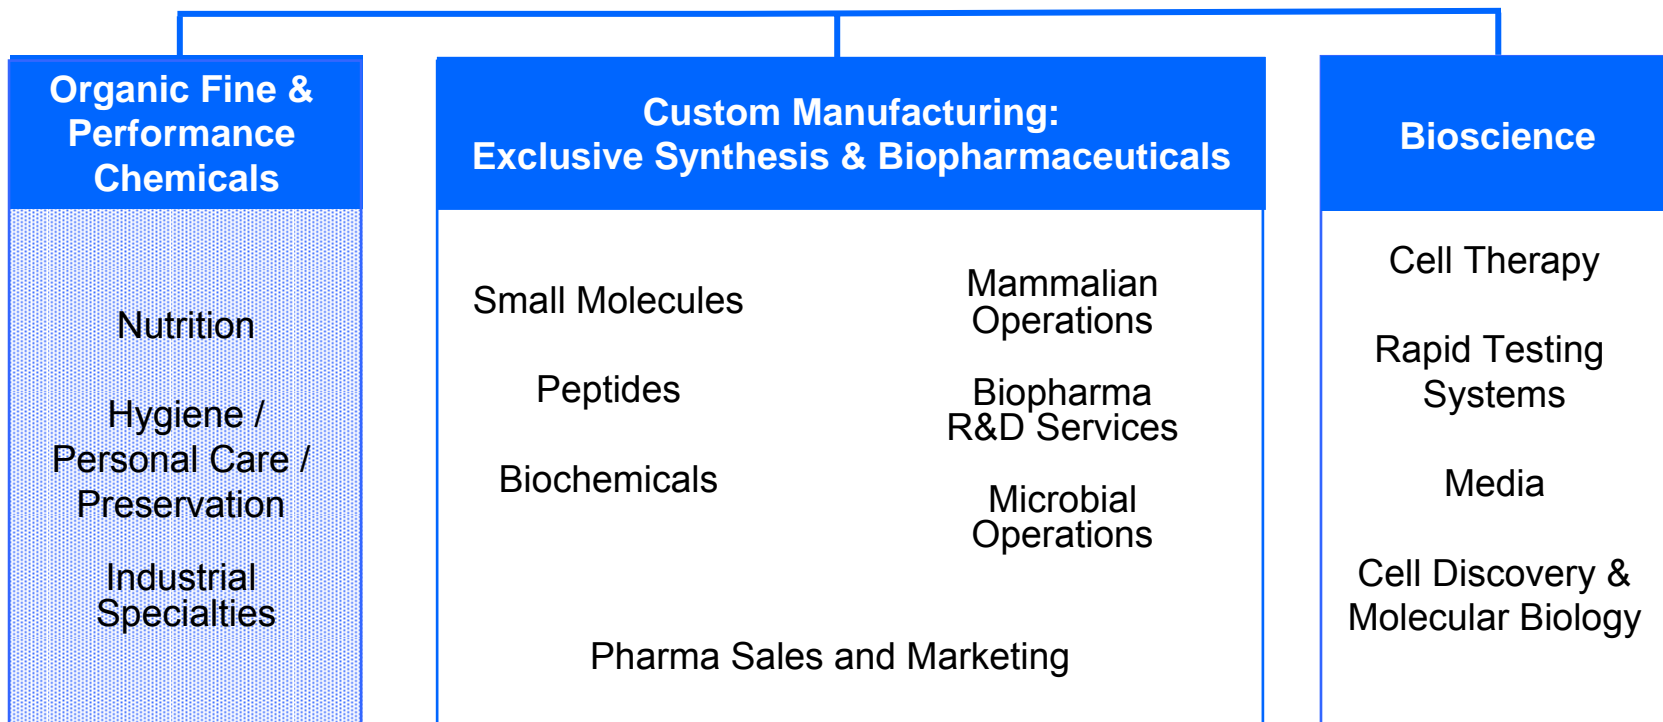 Organic Fine &
Performance
Chemicals
Nutrition
Hygiene /
Personal Care /
Preservation
Industrial
Specialties
Custom Manufacturing:
Exclusive Synthesis & Biopharmaceuticals
Small Molecules
Peptides
Biochemicals
Mammalian
Operations
Biopharma
R&D Services
Microbial
Operations
Pharma Sales and Marketing
Bioscience
Cell Therapy
Rapid Testing
Systems
Media
Cell Discovery &
Molecular Biology